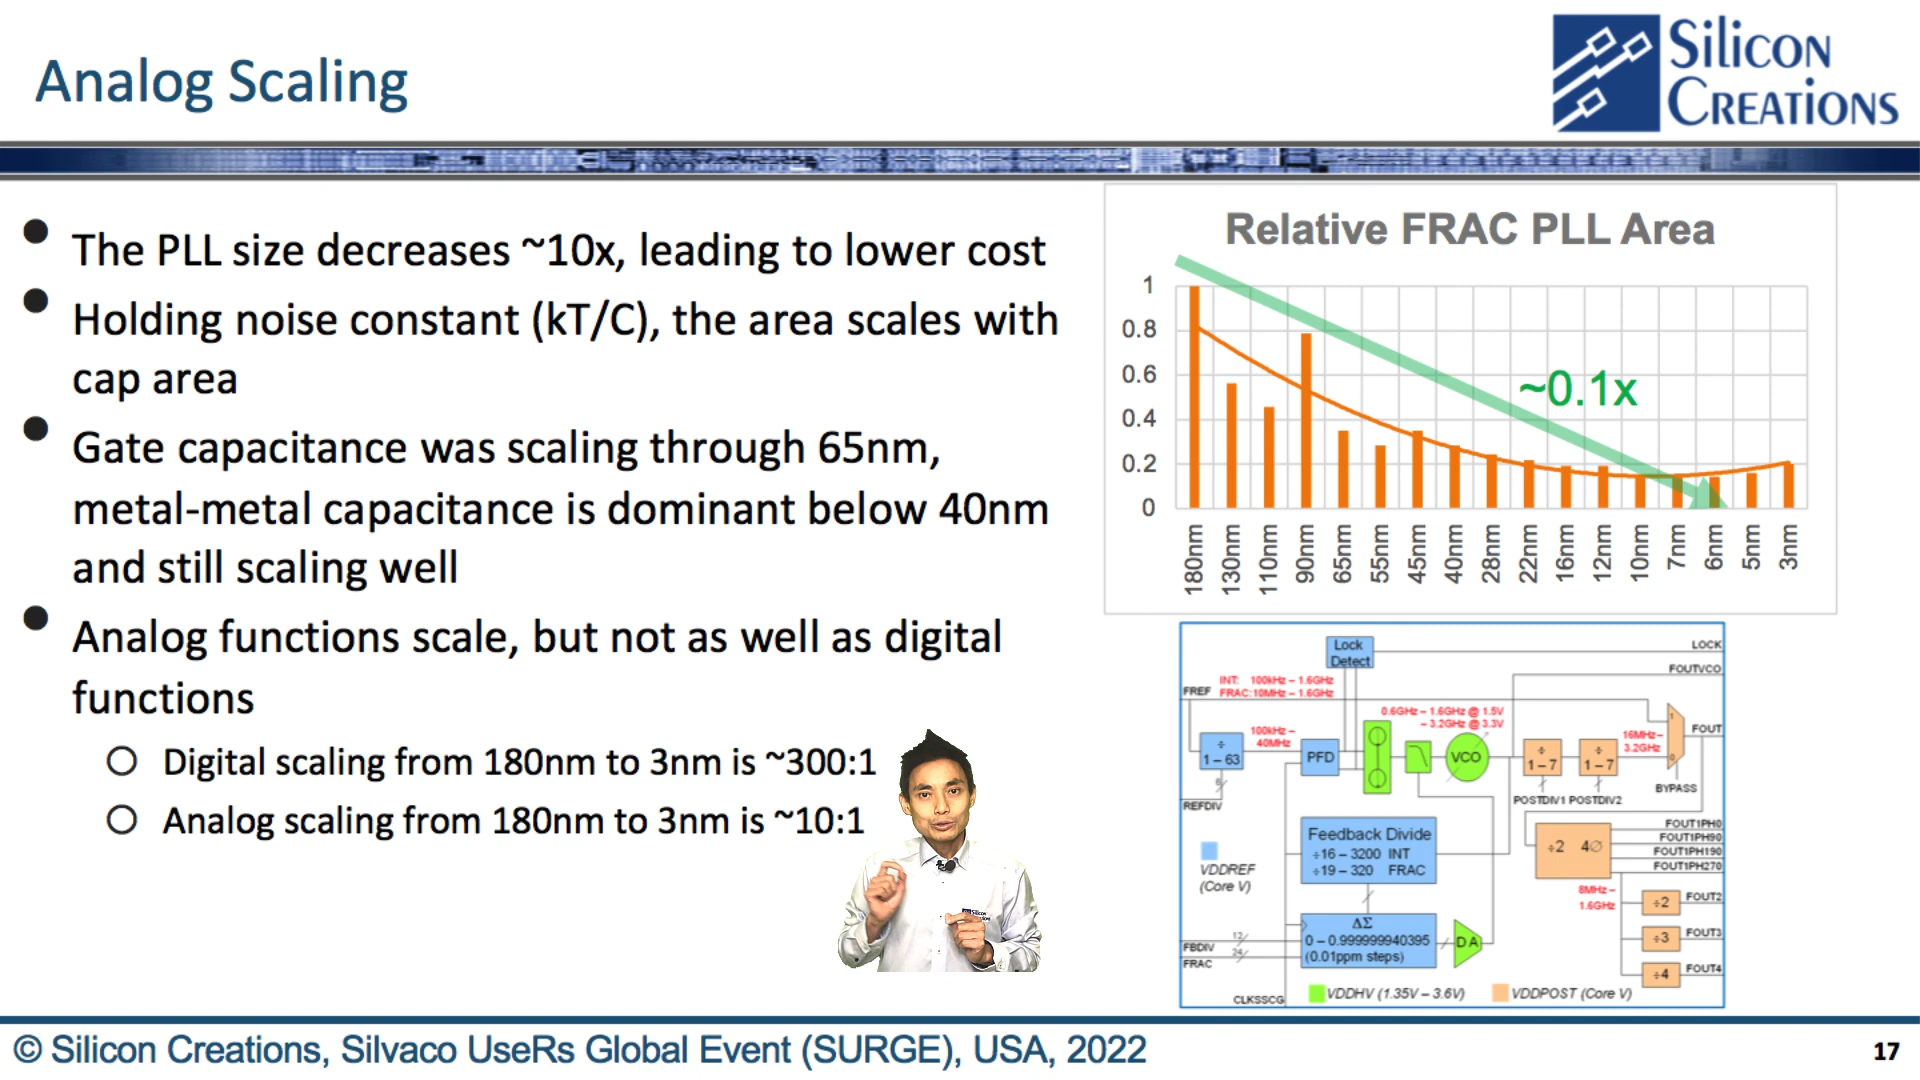 Analog Scaling
Silicon
Creations
The PLL size decreases ~10x, leading to lower cost
Holding noise constant (kT/C), the area scales with
cap area
Gate capacitance was scaling through 65nm,
metal-metal capacitance is dominant below 40nm
and still scaling well
Analog functions scale, but not as well as digital
functions
Digital scaling from 180nm to 3nm is ~300:1
Analog scaling from 180nm to 3nm is ~10:1
Relative FRAC PLL Area
1
0.8
0.6
0.4
0.2
0
~0.1x
180nm
130nm
110nm
90nm
65nm
55nm
45nm
40nm
28nm
22nm
16nm
12nm
10nm
7nm
6nm
5nm
3nm
Lock
Detect
LOCK
FOUTVCO
INT: 100kHz – 1.6GHz
FREF FRAC:10MHz – 1.6GHz
0.6GHz – 1.6GHz @ 1.5V
– 3.2GHz @ 3.3V
100kHz –
40MHz
÷
1 – 63
6
REFDIV
PFD
VCO
÷
1 – 7
÷
1 – 7
POSTDIV1 POSTDIV2
16MHz–
3.2GHz
1
0
FOUT
BYPASS
Feedback Divide
÷16 – 3200 INT
÷19 – 320 FRAC
÷2 4∅
FOUT1PH0
FOUT1PH90
FOUT1PH190
FOUT1PH270
8MHz –
1.6GHz
÷2 FOUT2
÷3 FOUT3
÷4 FOUT4
VDDREF
(Core V)
ΔΣ
0 – 0.999999940395
(0.01ppm steps)
DA
12
FBDIV
24
FRAC
CLKSSCG
VDDHV (1.35V – 3.6V)
VDDPOST (Core V)
© Silicon Creations, Silvaco UseRs Global Event (SURGE), USA, 2022
17